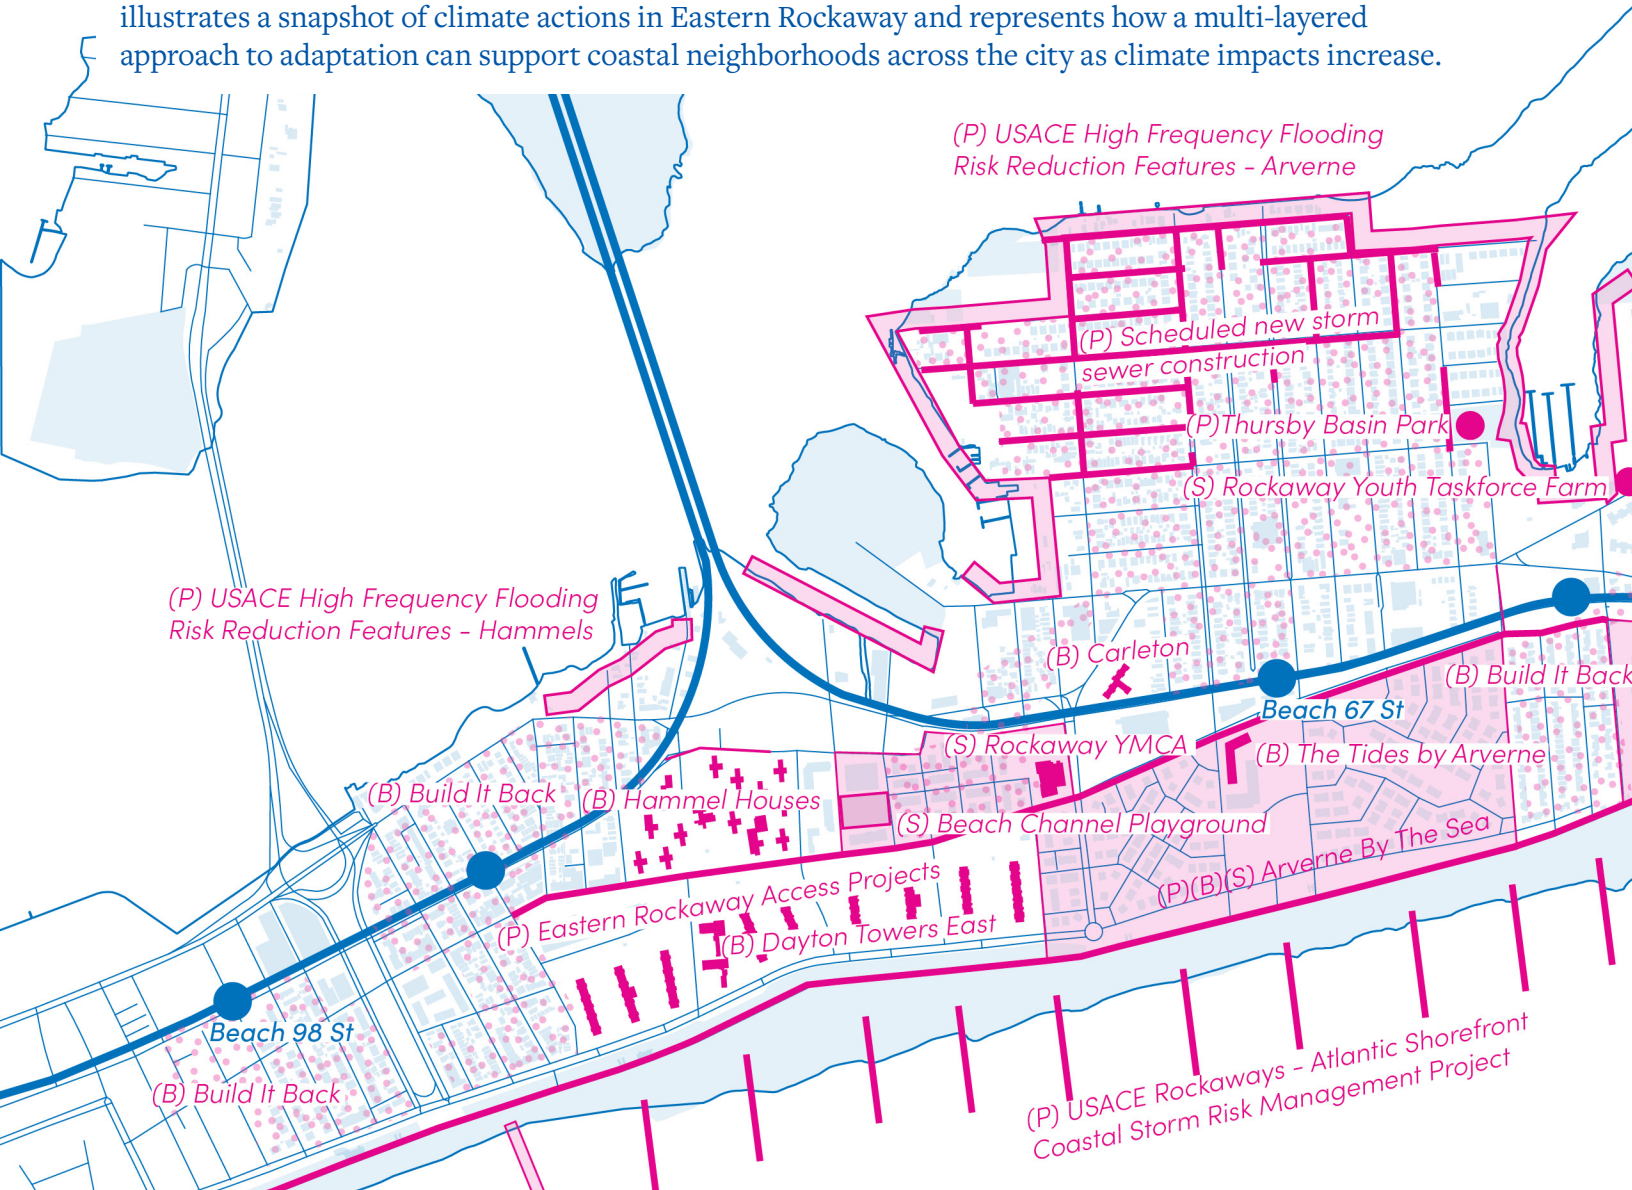 illustrates a snapshot of climate actions in Eastern Rockaway and represents how a multi-layered
approach to adaptation can support coastal neighborhoods across the city as climate impacts increase.
(P) USACE High Frequency Flooding
Risk Reduction Features - Arverne
(P) Scheduled new storm
sewer construction
(P)Thursby Basin Park
(S) Rockaway Youth Taskforce Farm
(P) USACE High Frequency Flooding
Risk Reduction Features - Hammels
(B) Carleton
(B) Build It Back
Beach 67 St
(S) Rockaway YMCA
(B) The Tides by Arverne
(B) Build It Back
(B) Hammel Houses
(S) Beach Channel Playground
(P)(B)(S) Arverne By The Sea
(P) Eastern Rockaway Access Projects
(B) Dayton Towers East
Beach 98 St
(B) Build It Back
(P) USACE Rockaways - Atlantic Shorefront
Coastal Storm Risk Management Project